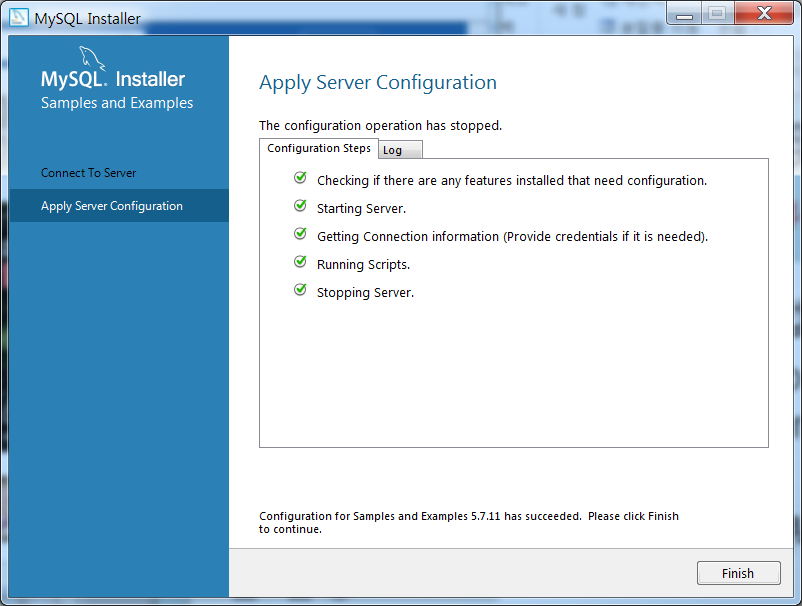 MySQL Installer
MySQL. Installer
Samples and Examples
Connect To Server
Apply Server Configuration
Apply Server Configuration
The configuration operation has stopped.
Configuration Steps
Log
Checking if there are any features installed that need configuration.
Starting Server.
Getting Connection information (Provide credentials if it is needed).
Running Scripts.
Stopping Server.
Configuration for Samples and Examples 5.7.11 has succeeded.  Please click Finish
to continue.
Finish